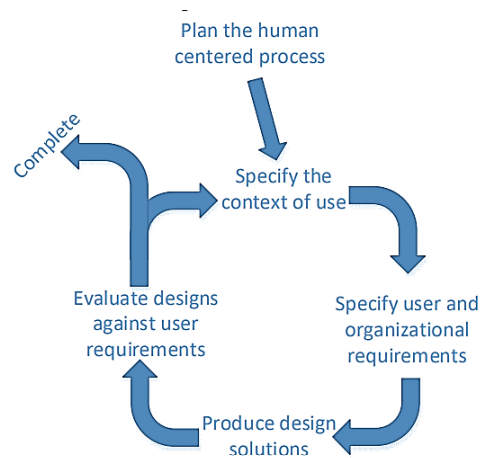 Plan the human
centered process
Complete
Specify the
context of use
Evaluate designs
against user
requirements
Specify user and
organizational
requirements
Produce design
solutions